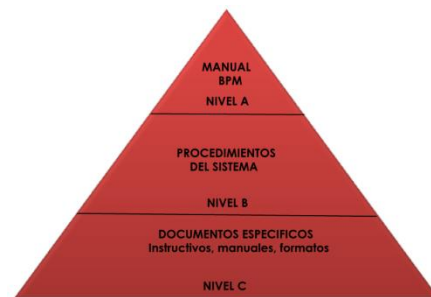 MANUAL
BPM
NIVEL A
PROCEDIMIENTOS
DEL SISTEMA
NIVEL B
DOCUMENTOS ESPECIFICOS
Instructivos, manuales, formatos
NIVEL C